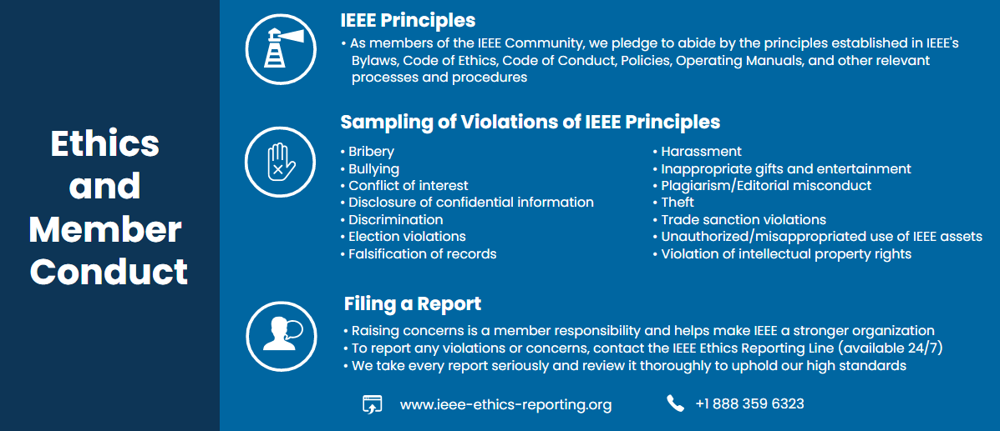 Ethics
and
Member
Conduct
IEEE Principles
• As members of the IEEE Community, we pledge to abide by the principles established in IEEE's
Bylaws, Code of Ethics, Code of Conduct, Policies, Operating Manuals, and other relevant
processes and procedures
Sampling of Violations of IEEE Principles
• Bribery
• Bullying
• Conflict of interest
• Disclosure of confidential information
• Discrimination
• Election violations
• Falsification of records
• Harassment
• Inappropriate gifts and entertainment
• Plagiarism/Editorial misconduct
• Theft
• Trade sanction violations
• Unauthorized/misappropriated use of IEEE assets
• Violation of intellectual property rights
Filing a Report
• Raising concerns is a member responsibility and helps make IEEE a stronger organization
• To report any violations or concerns, contact the IEEE Ethics Reporting Line (available 24/7)
• We take every report seriously and review it thoroughly to uphold our high standards
www.ieee-ethics-reporting.org
+1 888 359 6323